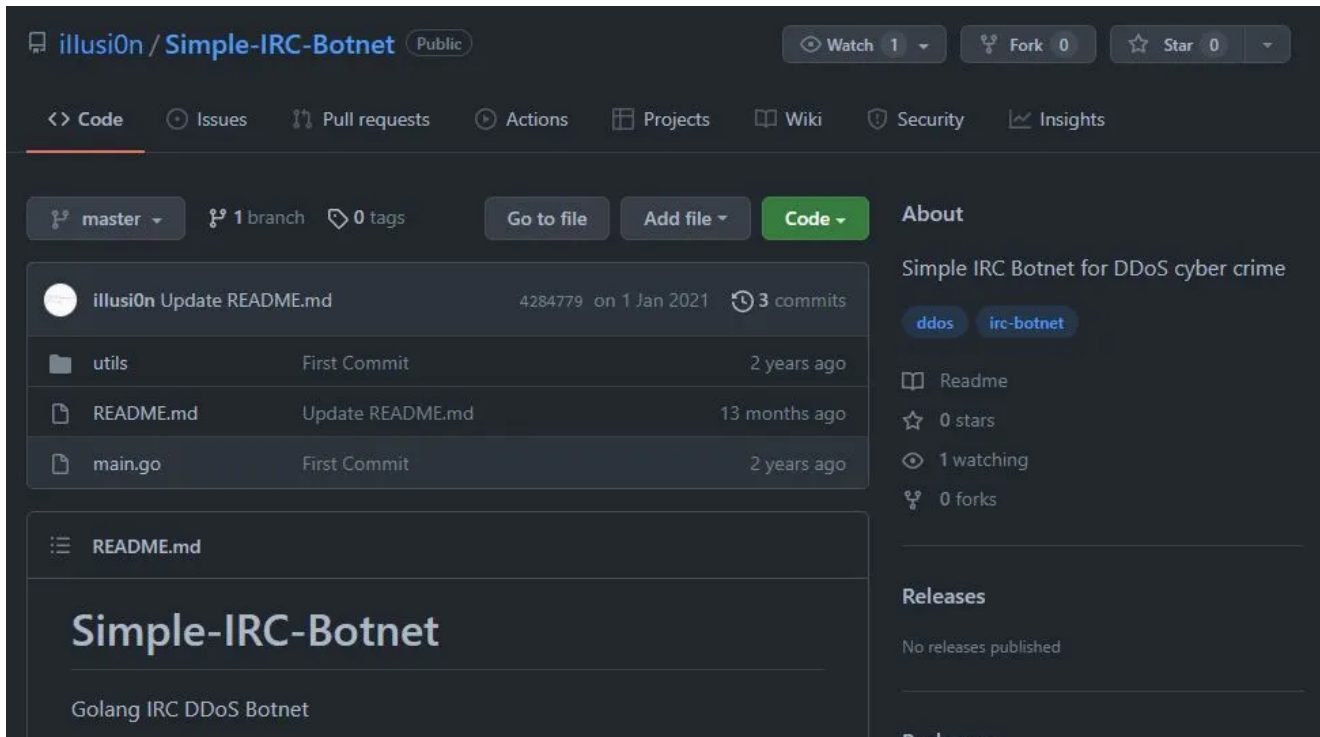 illusi0n / Simple-IRC-Botnet Public
Watch 1
Fork 0
Star 0
Code
Issues
Pull requests
Actions
Projects
Wiki
Security
Insights
master
1 branch
0 tags
Go to file
Add file
Code
illusi0n Update README.md 4284779 on 1 Jan 2021 3 commits
utils First Commit 2 years ago
README.md Update README.md 13 months ago
main.go First Commit 2 years ago
README.md
Simple-IRC-Botnet
Golang IRC DDoS Botnet
About
Simple IRC Botnet for DDoS cyber crime
ddos irc-botnet
Readme
0 stars
1 watching
0 forks
Releases
No releases published